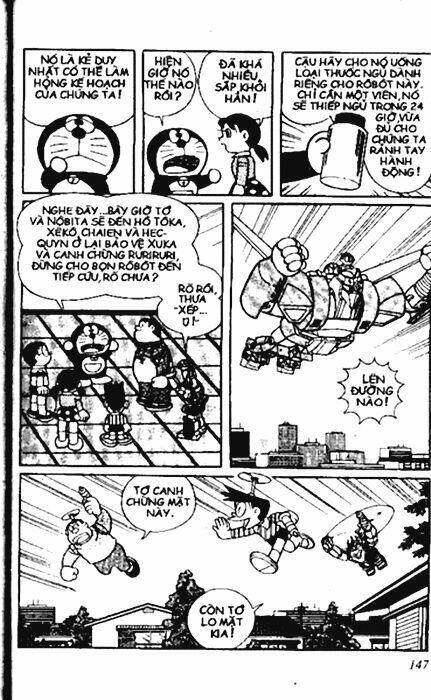 NÓ LÀ KẺ DUY
NHẤT CÓ THỂ LÀM
HỎNG KẾ HOẠCH
CỦA CHÚNG TA!
HIỆN
GIỜ NÓ
THẾ NÀO
RỒI?
ĐÃ KHÁ
NHIỀU,
SẮP KHỎI
HẲN!
CẬU HÃY CHO NÓ UỐNG
LOẠI THUỐC NGỦ DÀNH
RIÊNG CHO RÔBỐT NÀY.
CHỈ CẦN MỘT VIÊN, NÓ
SẼ THIẾP NGỦ TRONG 24
GIỜ, VỪA
ĐỦ CHO
CHÚNG TA
RẢNH TAY
HÀNH
ĐỘNG!
NGHE ĐÂY...BÂY GIỜ TỚ
VÀ NÔBITA SẼ ĐẾN HỒ TÔKA,
XÊKÔ, CHAIEN VÀ HEC-
QUYN Ở LẠI BẢO VỆ XUKA
VÀ CANH CHỪNG RURIRURI,
ĐỪNG CHO BỌN RÔBỐT ĐẾN
TIẾP CỨU, RÕ CHƯA?
RÕ RỒI,
THƯA
"XẾP...
Ụ!"
LÊN
ĐƯỜNG
NÀO!
TỚ CANH
CHỪNG MẶT
NÀY.
CÒN TỚ
LO MẶT
KIA!
147